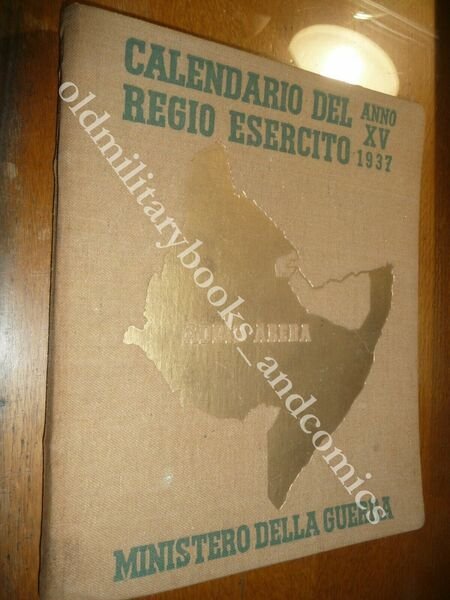 CALENDARIO DEL
REGIO ESERCITO
ANNO
XV
1937
MINISTERO DELLA GUERRA
oldmilitarybooks_andcomics